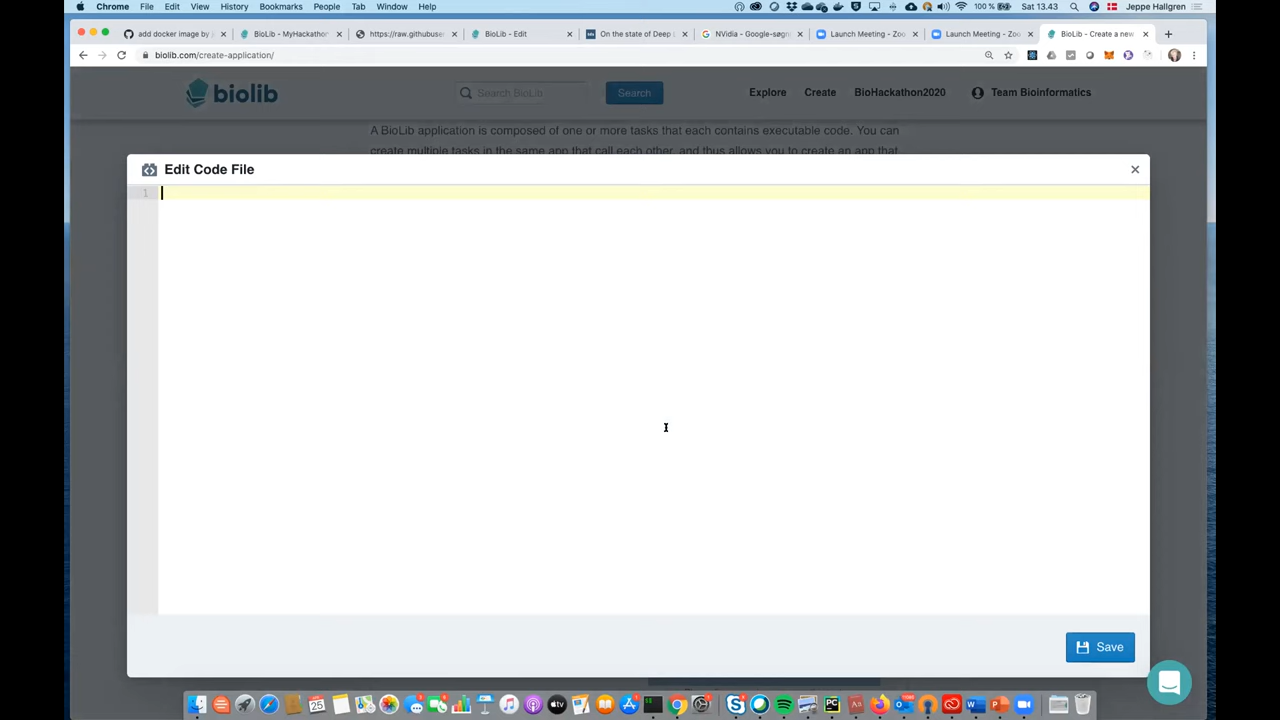 Chrome File Edit View History Bookmarks People Tab Window Help 100 % Sat 13.43 Jeppe Hallgren
add docker image by j BioLib - MyHackathon https://raw.githubuser BioLib - Edit On the state of Deep NVidia - Google-søgn Launch Meeting - Zoo Launch Meeting - Zoo BioLib - Create a new
biolib.com/create-application/
biolib Search BioLib Search Explore Create BioHackathon2020 Team Bioinformatics
A BioLib application is composed of one or more tasks that each contains executable code. You can
create multiple tasks in the same app that call each other, and thus allows you to create an app that
Edit Code File
1
Save